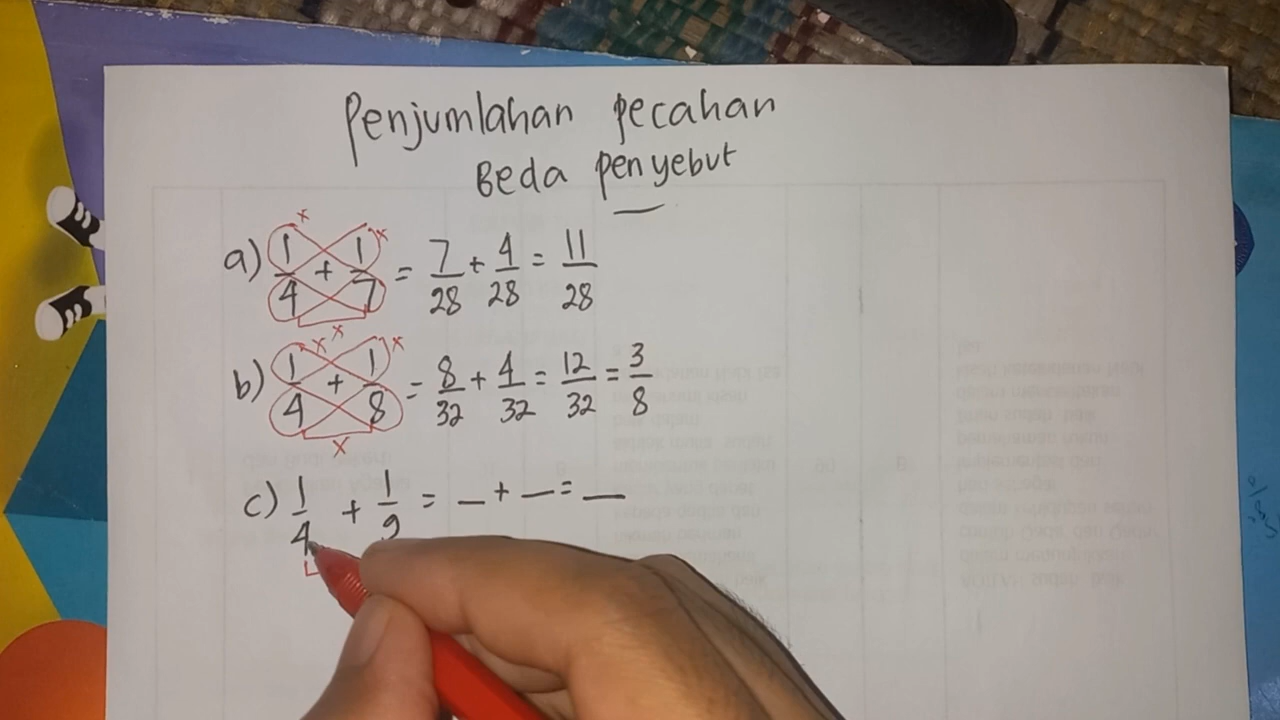 Penjumlahan pecahan
Beda penyebut
a) 1/4 + 1/7 = 7/28 + 4/28 = 11/28
b) 1/4 + 1/8 = 8/32 + 4/32 = 12/32 = 3/8
c) 1/4 + 1/9 = _ + _ = _